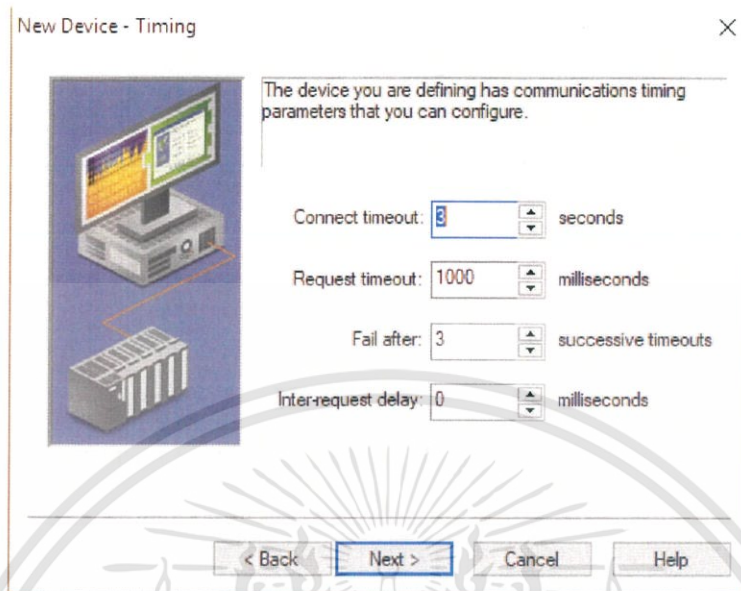 New Device - Timing
The device you are defining has communications timing
parameters that you can configure.
Connect timeout: 3 seconds
Request timeout: 1000 milliseconds
Fail after: 3 successive timeouts
Inter-request delay: 0 milliseconds
< Back Next > Cancel Help